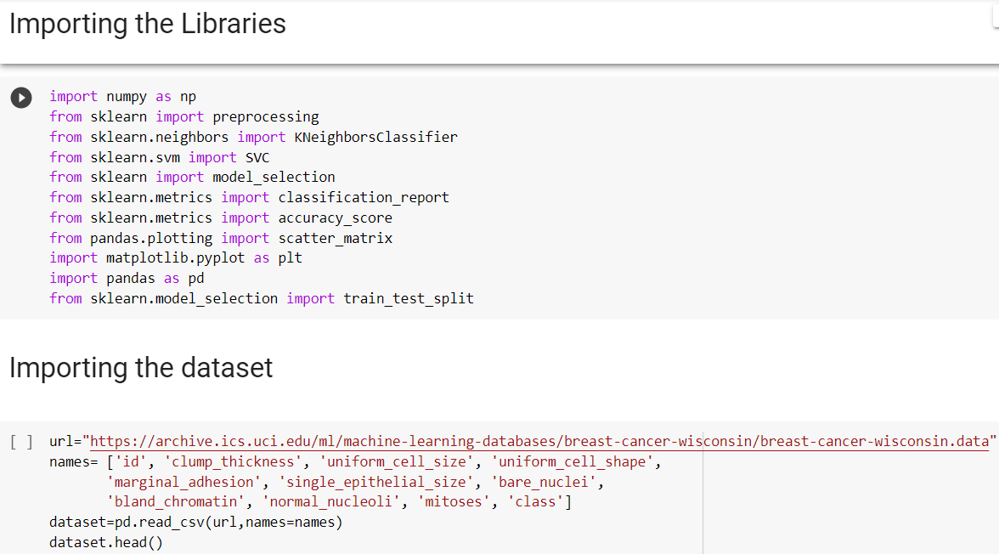 Importing the Libraries
import numpy as np
from sklearn import preprocessing
from sklearn.neighbors import KNeighborsClassifier
from sklearn.svm import SVC
from sklearn import model_selection
from sklearn.metrics import classification_report
from sklearn.metrics import accuracy_score
from pandas.plotting import scatter_matrix
import matplotlib.pyplot as plt
import pandas as pd
from sklearn.model_selection import train_test_split
Importing the dataset
[ ] url="https://archive.ics.uci.edu/ml/machine-learning-databases/breast-cancer-wisconsin/breast-cancer-wisconsin.data"
names= ['id', 'clump_thickness', 'uniform_cell_size', 'uniform_cell_shape',
'marginal_adhesion', 'single_epithelial_size', 'bare_nuclei',
'bland_chromatin', 'normal_nucleoli', 'mitoses', 'class']
dataset=pd.read_csv(url,names=names)
dataset.head()